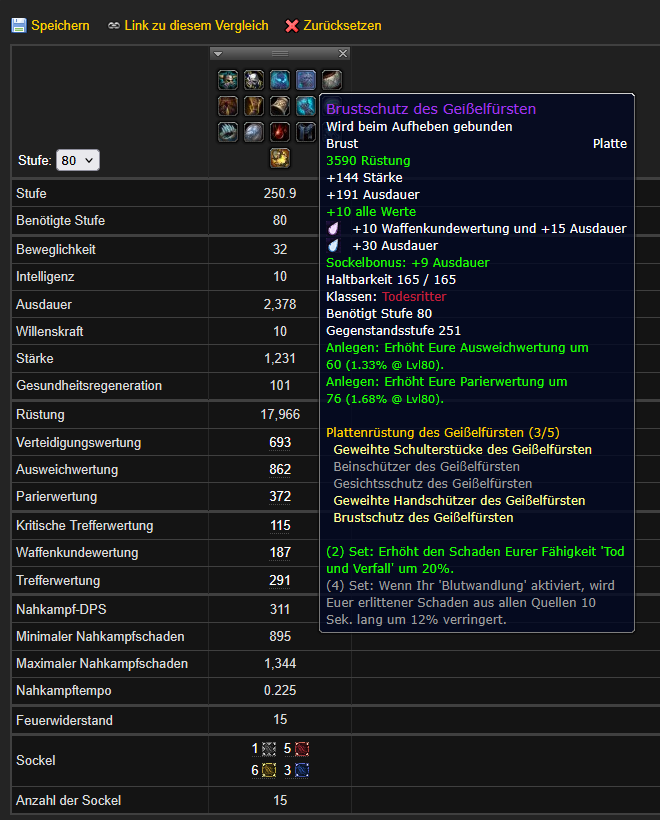 Speichern Link zu diesem Vergleich Zurücksetzen
Stufe: 80
Stufe 250.9
Benötigte Stufe 80
Beweglichkeit 32
Intelligenz 10
Ausdauer 2,378
Willenskraft 10
Stärke 1,231
Gesundheitsregeneration 101
Rüstung 17,966
Verteidigungswertung 693
Ausweichwertung 862
Parierwertung 372
Kritische Trefferwertung 115
Waffenkundewertung 187
Trefferwertung 291
Nahkampf-DPS 311
Minimaler Nahkampfschaden 895
Maximaler Nahkampfschaden 1,344
Nahkampftempo 0.225
Feuerwiderstand 15
Sockel 1 5
6 3
Anzahl der Sockel 15
Brustschutz des Geißelfürsten
Wird beim Aufheben gebunden
Brust Platte
3590 Rüstung
+144 Stärke
+191 Ausdauer
+10 alle Werte
+10 Waffenkundewertung und +15 Ausdauer
+30 Ausdauer
Sockelbonus: +9 Ausdauer
Haltbarkeit 165 / 165
Klassen: Todesritter
Benötigt Stufe 80
Gegenstandsstufe 251
Anlegen: Erhöht Eure Ausweichwertung um
60 (1.33% @ Lvl80).
Anlegen: Erhöht Eure Parierwertung um
76 (1.68% @ Lvl80).
Plattenrüstung des Geißelfürsten (3/5)
Geweihte Schulterstücke des Geißelfürsten
Beinschützer des Geißelfürsten
Gesichtsschutz des Geißelfürsten
Geweihte Handschützer des Geißelfürsten
Brustschutz des Geißelfürsten
(2) Set: Erhöht den Schaden Eurer Fähigkeit 'Tod
und Verfall' um 20%.
(4) Set: Wenn Ihr 'Blutwandlung' aktiviert, wird
Euer erlittener Schaden aus allen Quellen 10
Sek. lang um 12% verringert.